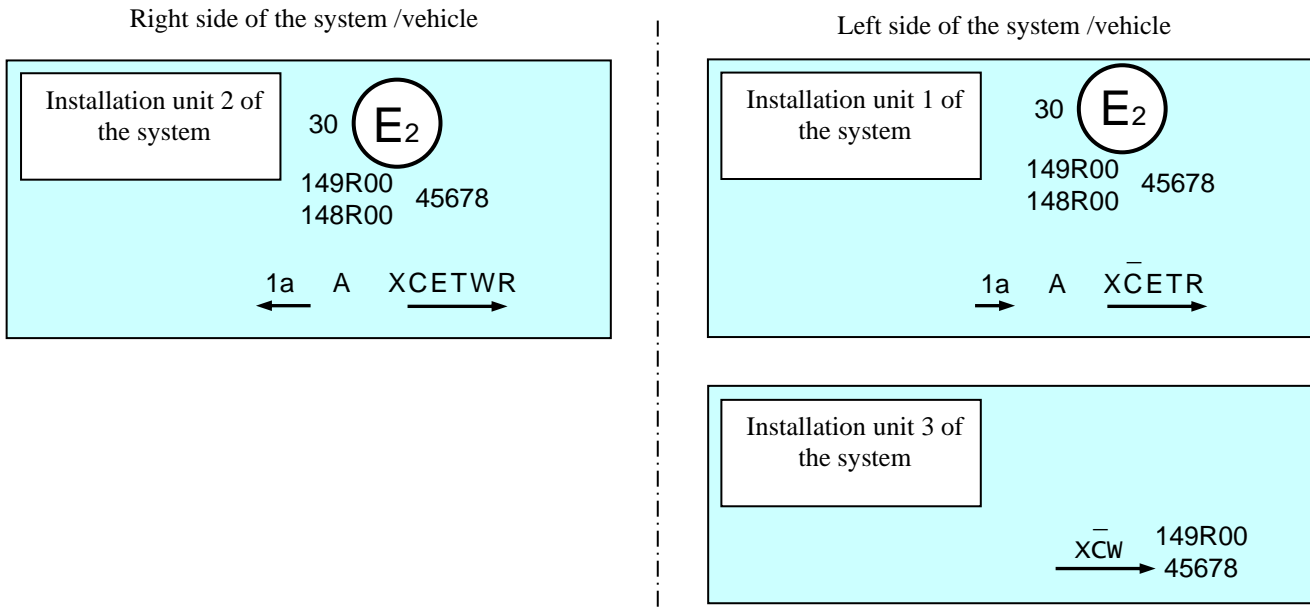 Right side of the system /vehicle
Installation unit 2 of
the system
30 E2
149R00
148R00
45678
1a A XCETWR
Left side of the system /vehicle
Installation unit 1 of
the system
30 E2
149R00
148R00
45678
1a A XC̅ETR
Installation unit 3 of
the system
XC̅W
149R00
45678